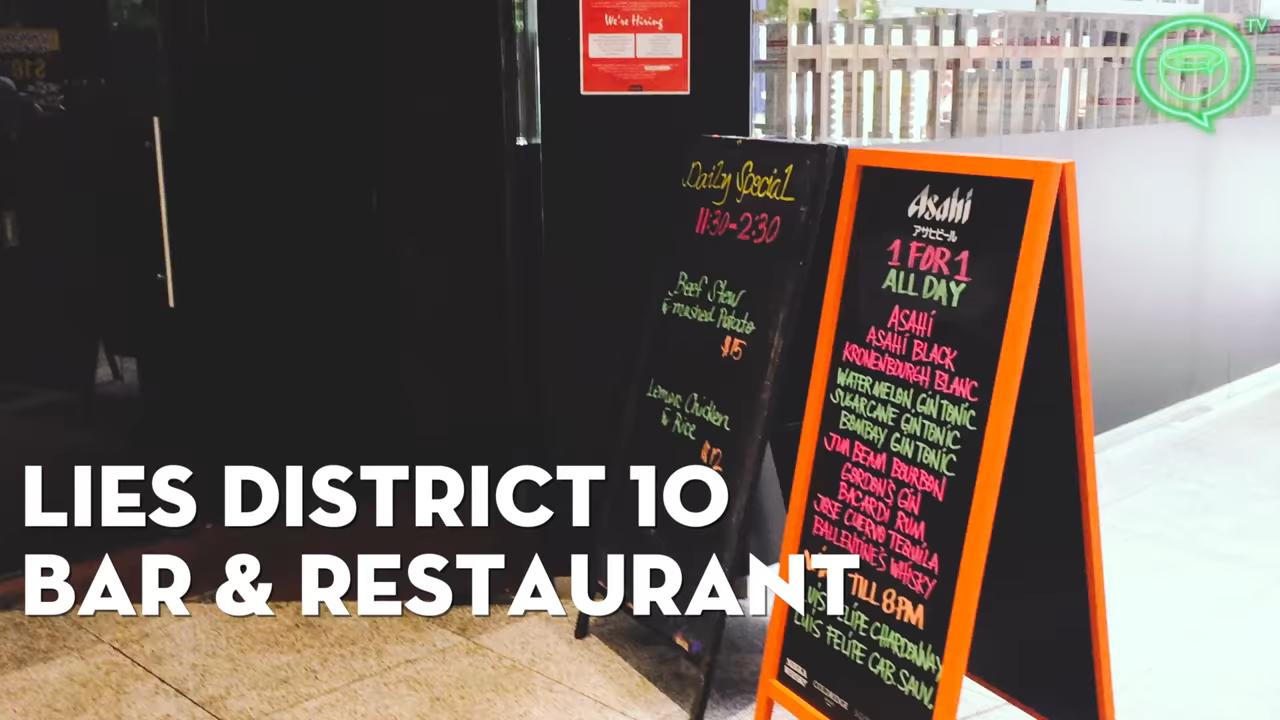 We're Hiring
TV
Daily Special
11:30-2:30
Beef Stew
& mashed Potato
$15
Lemon Chicken
& Rice
$12
Asahi
アサヒビール
1 FOR 1
ALL DAY
ASAHI
ASAHI BLACK
KRONENBOURGH BLANC
WATERMELON GIN TONIC
SUGARCANE GIN TONIC
BOMBAY GIN TONIC
JIM BEAM BOURBON
GORDON'S GIN
BACARDI RUM
JOSE CUERVO TEQUILA
BALLENTINE'S WHISKY
TILL 8PM
LUIS FELIPE CHARDONNAY
LUIS FELIPE CAB.SAUV.
LIES DISTRICT 10
BAR & RESTAURANT